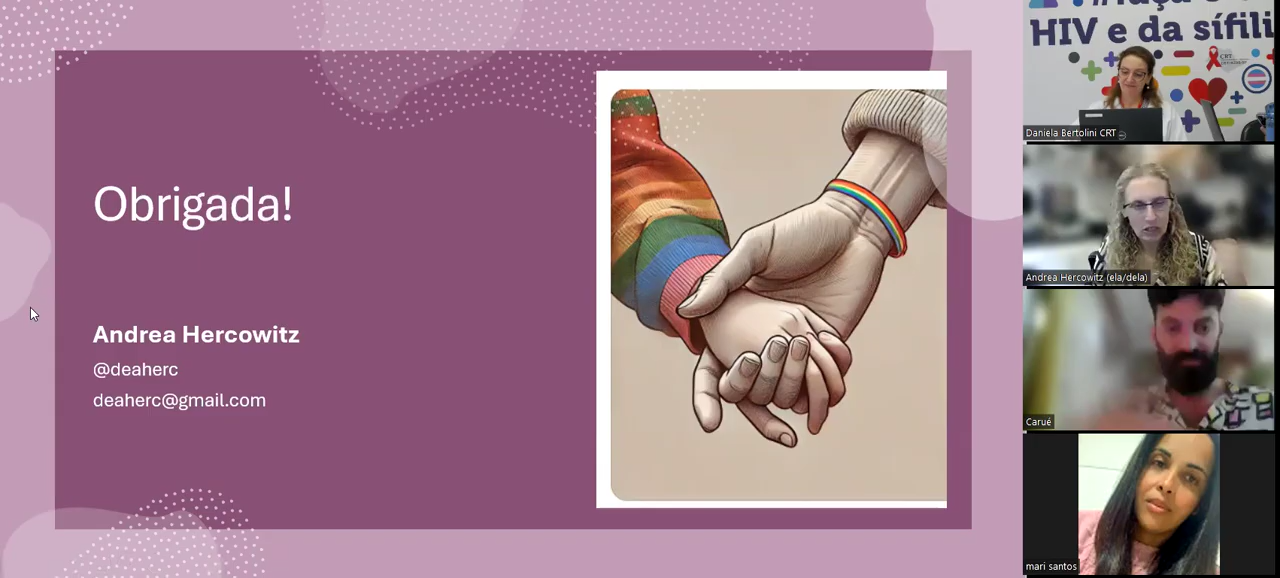 Obrigada!
Andrea Hercowitz
@deaherc
deaherc@gmail.com
HIV e da sífili
CRT
Daniela Bertolini CRT
Andrea Hercowitz (ela/dela)
Carué
mari santos